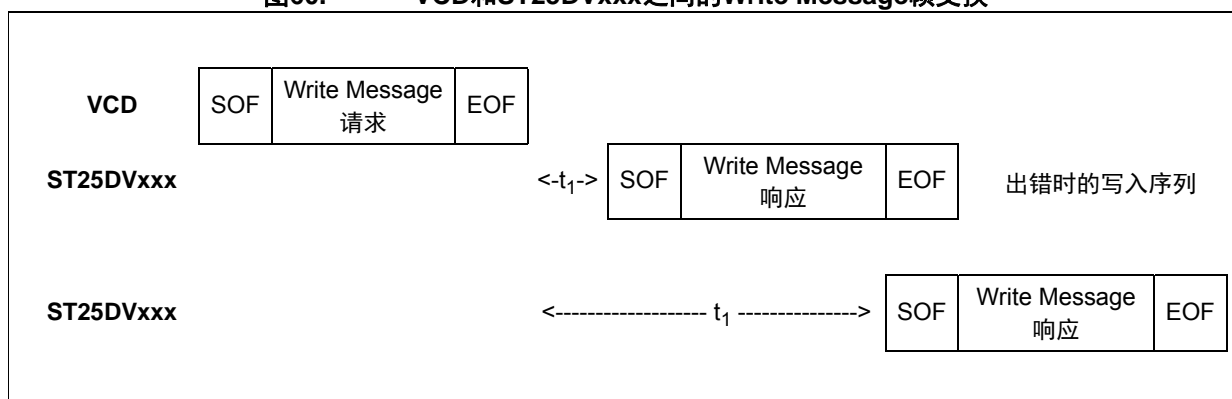 VCD
SOF
Write Message
请求
EOF
ST25DVxxx
<-t1->
SOF
Write Message
响应
EOF
出错时的写入序列
ST25DVxxx
<------------------- t1 --------------->
SOF
Write Message
响应
EOF